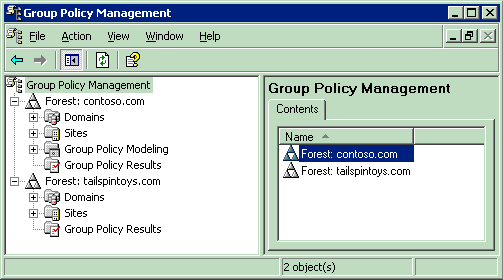 Group Policy Management
File Action View Window Help
Group Policy Management
Forest: contoso.com
Domains
Sites
Group Policy Modeling
Group Policy Results
Forest: tailspintoys.com
Domains
Sites
Group Policy Results
Group Policy Management
Contents
Name
Forest: contoso.com
Forest: tailspintoys.com
2 object(s)